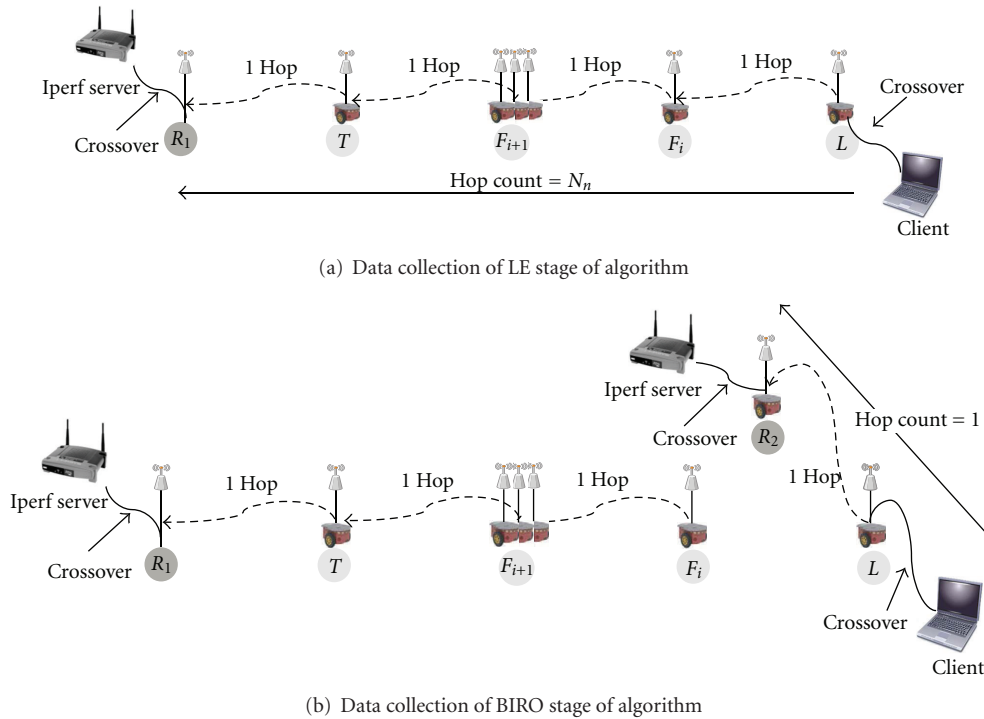 1 Hop
1 Hop
1 Hop
1 Hop
Iperf server
Crossover
Crossover
R1
T
Fi+1
Fi
L
Hop count = Nn
Client
(a) Data collection of LE stage of algorithm
Iperf server
Crossover
R2
Hop count = 1
1 Hop
1 Hop
1 Hop
1 Hop
Iperf server
Crossover
R1
T
Fi+1
Fi
L
Crossover
Client
(b) Data collection of BIRO stage of algorithm